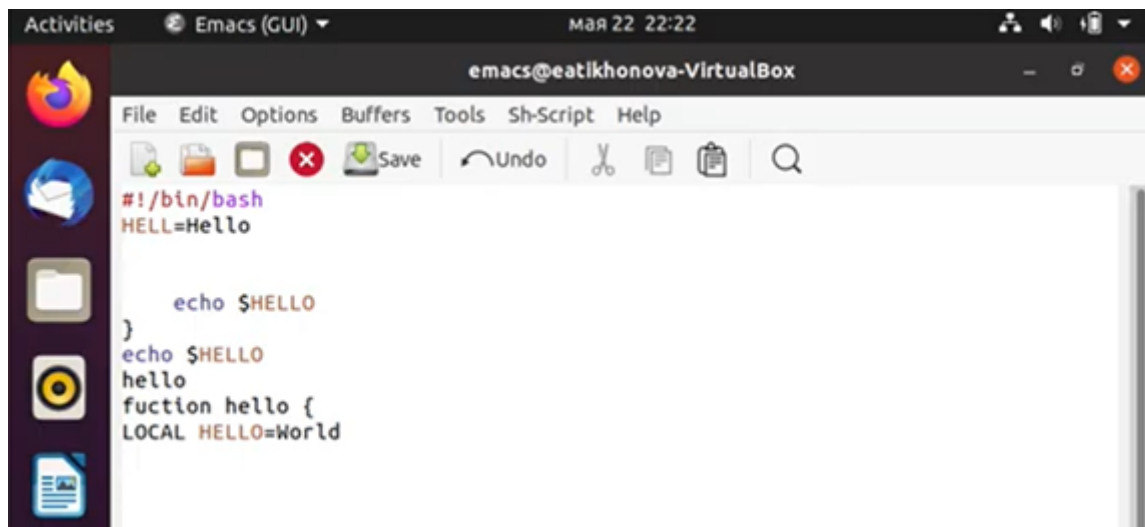 Activities Emacs (GUI) мая 22 22:22
emacs@eatikhonova-VirtualBox
File Edit Options Buffers Tools Sh-Script Help
Save Undo
#!/bin/bash
HELL=Hello
echo $HELLO
}
echo $HELLO
hello
fuction hello {
LOCAL HELLO=World